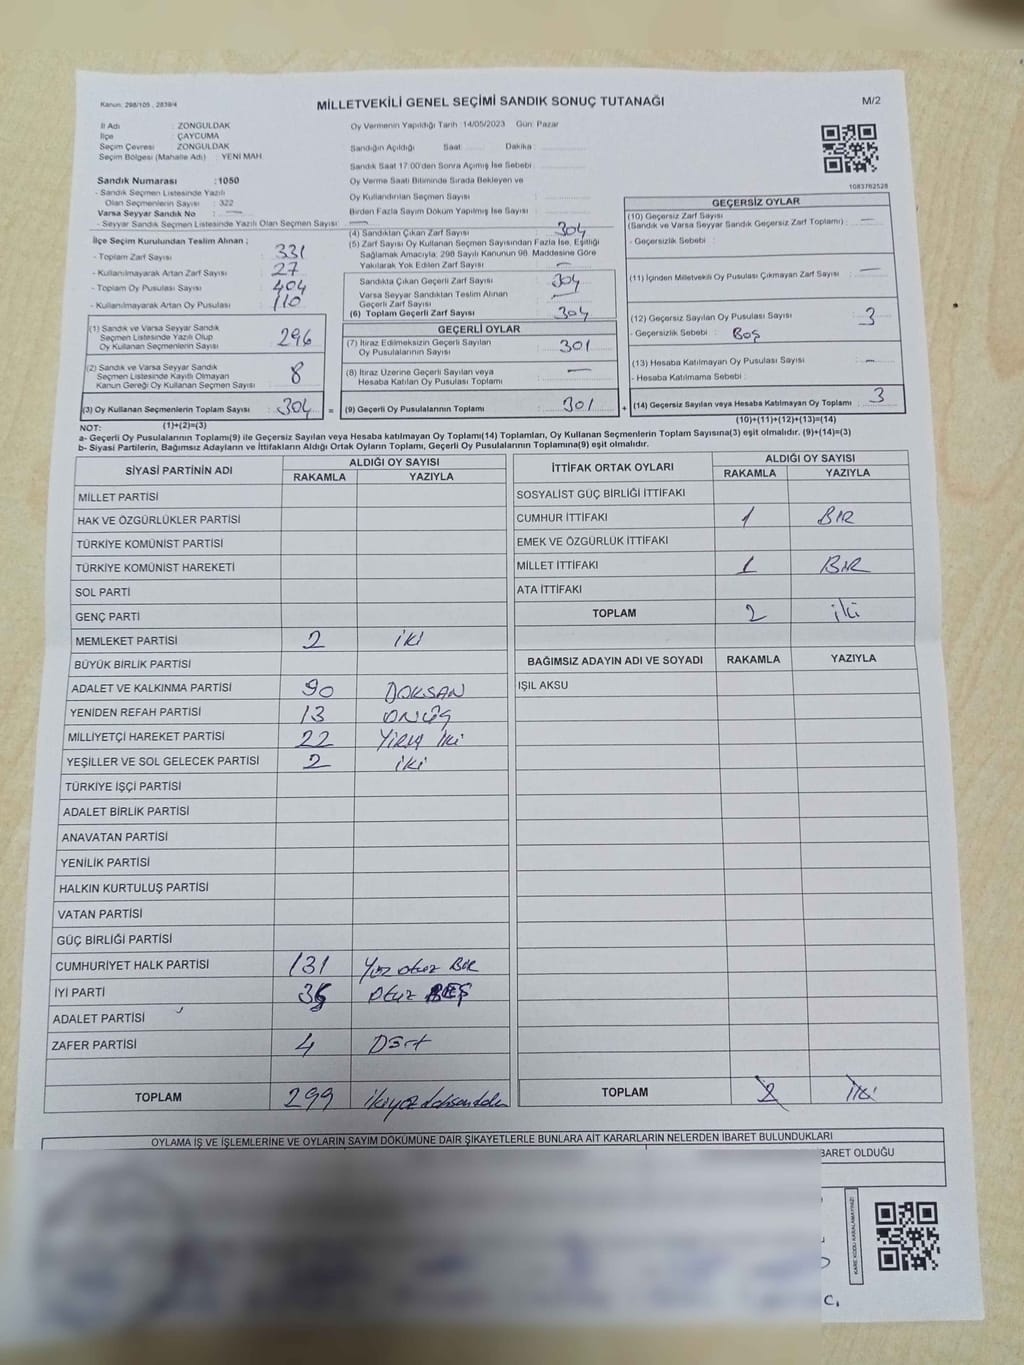 Kanun: 298/105 , 2839/4
MİLLETVEKİLİ GENEL SEÇİMİ SANDIK SONUÇ TUTANAĞI
M/2
İl Adı : ZONGULDAK
İlçe : ÇAYCUMA
Seçim Çevresi : ZONGULDAK
Seçim Bölgesi (Mahalle Adı) : YENİ MAH.
Sandık Numarası : 1050
- Sandık Seçmen Listesinde Yazılı
Olan Seçmenlerin Sayısı : 322
Varsa Seyyar Sandık No —
- Seyyar Sandık Seçmen Listesinde Yazılı Olan Seçmen Sayısı: —
Oy Vermenin Yapıldığı Tarih: 14/05/2023 Gün: Pazar
Sandığın Açıldığı Saat Dakika
Sandık Saat 17:00'den Sonra Açımış İse Sebebi
Oy Verme Saati Bitiminde Sırada Bekleyen ve
Oy Kullandırılan Seçmen Sayısı
Birden Fazla Sayım Döküm Yapılmış İse Sayısı
1083762528
İlçe Seçim Kurulundan Teslim Alınan ;
- Toplam Zarf Sayısı : 331
- Kullanılmayarak Artan Zarf Sayısı : 27
- Toplam Oy Pusulası Sayısı : 404
- Kullanılmayarak Artan Oy Pusulası : 110
(1) Sandık ve Varsa Seyyar Sandık
Seçmen Listesinde Yazılı Olup
Oy Kullanan Seçmenlerin Sayısı : 296
(2) Sandık ve Varsa Seyyar Sandık
Seçmen Listesinde Kayıtlı Olmayan
Kanun Gereği Oy Kullanan Seçmen Sayısı : 8
(3) Oy Kullanan Seçmenlerin Toplam Sayısı : 304 =
(4) Sandıktan Çıkan Zarf Sayısı : 304
(5) Zarf Sayısı Oy Kullanan Seçmen Sayısından Fazla İse, Eşitliği
Sağlamak Amacıyla, 298 Sayılı Kanunun 98. Maddesine Göre
Yakılarak Yok Edilen Zarf Sayısı : —
Sandıkta Çıkan Geçerli Zarf Sayısı : 304
Varsa Seyyar Sandıktan Teslim Alınan
Geçerli Zarf Sayısı : —
(6) Toplam Geçerli Zarf Sayısı : 304
GEÇERLİ OYLAR
(7) İtiraz Edilmeksizin Geçerli Sayılan
Oy Pusulalarının Sayısı : 301
(8) İtiraz Üzerine Geçerli Sayılan veya
Hesaba Katılan Oy Pusulası Toplamı : —
(9) Geçerli Oy Pusulalarının Toplamı : 301 +
GEÇERSİZ OYLAR
(10) Geçersiz Zarf Sayısı
(Sandık ve Varsa Seyyar Sandık Geçersiz Zarf Toplamı) : —
- Geçersizlik Sebebi :
(11) İçinden Milletvekili Oy Pusulası Çıkmayan Zarf Sayısı : —
(12) Geçersiz Sayılan Oy Pusulası Sayısı : 3
- Geçersizlik Sebebi : Boş
(13) Hesaba Katılmayan Oy Pusulası Sayısı : —
- Hesaba Katılmama Sebebi :
(14) Geçersiz Sayılan veya Hesaba Katılmayan Oy Toplamı : 3
NOT: (1)+(2)=(3) (10)+(11)+(12)+(13)=(14)
a- Geçerli Oy Pusulalarının Toplamı(9) ile Geçersiz Sayılan veya Hesaba katılmayan Oy Toplamı(14) Toplamları, Oy Kullanan Seçmenlerin Toplam Sayısına(3) eşit olmalıdır. (9)+(14)=(3)
b- Siyasi Partilerin, Bağımsız Adayların ve İttifakların Aldığı Oy Sayılarının Toplamı, Geçerli Oy Pusulalarının Toplamına(9) eşit olmalıdır.
SİYASİ PARTİNİN ADI ALDIĞI OY SAYISI
RAKAMLA YAZIYLA
MİLLET PARTİSİ
HAK VE ÖZGÜRLÜKLER PARTİSİ
TÜRKİYE KOMÜNİST PARTİSİ
TÜRKİYE KOMÜNİST HAREKETİ
SOL PARTİ
GENÇ PARTİ
MEMLEKET PARTİSİ 2 İKİ
BÜYÜK BİRLİK PARTİSİ
ADALET VE KALKINMA PARTİSİ 90 DOKSAN
YENİDEN REFAH PARTİSİ 13 ONÜÇ
MİLLİYETÇİ HAREKET PARTİSİ 22 YİRMİ İKİ
YEŞİLLER VE SOL GELECEK PARTİSİ 2 İKİ
TÜRKİYE İŞÇİ PARTİSİ
ADALET BİRLİK PARTİSİ
ANAVATAN PARTİSİ
YENİLİK PARTİSİ
HALKIN KURTULUŞ PARTİSİ
VATAN PARTİSİ
GÜÇ BİRLİĞİ PARTİSİ
CUMHURİYET HALK PARTİSİ 131 Yüz otuz Bir
İYİ PARTİ 35 Otuz BEŞ
ADALET PARTİSİ
ZAFER PARTİSİ 4 Dört
TOPLAM 299 ikiyüz doksandokuz
İTTİFAK ORTAK OYLARI ALDIĞI OY SAYISI
RAKAMLA YAZIYLA
SOSYALİST GÜÇ BİRLİĞİ İTTİFAKI
CUMHUR İTTİFAKI 1 BİR
EMEK VE ÖZGÜRLÜK İTTİFAKI
MİLLET İTTİFAKI 1 BİR
ATA İTTİFAKI
TOPLAM 2 iki
BAĞIMSIZ ADAYIN ADI VE SOYADI RAKAMLA YAZIYLA
IŞIL AKSU
TOPLAM 2 iki
OYLAMA İŞ VE İŞLEMLERİNE VE OYLARIN SAYIM DÖKÜMÜNE DAİR ŞİKAYETLERLE BUNLARA AİT KARARLARIN NELERDEN İBARET BULUNDUKLARI
BARET OLDUĞU
KARE KODU KARALAMAYINIZ!
C,